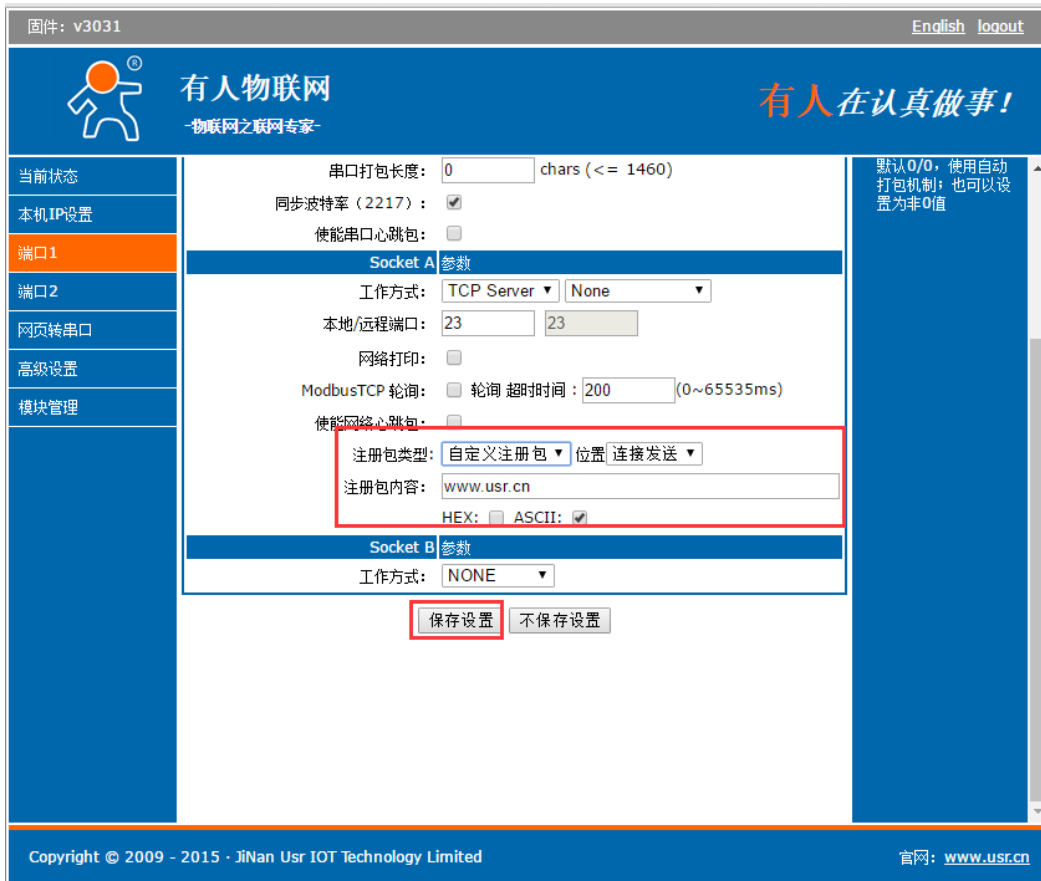 固件：v3031
English logout
®
有人物联网
-物联网之联网专家-
有人在认真做事！
当前状态
本机IP设置
端口1
端口2
网页转串口
高级设置
模块管理
串口打包长度： 0 chars (<= 1460)
同步波特率（2217）：
使能串口心跳包：
Socket A 参数
工作方式： TCP Server None
本地/远程端口： 23 23
网络打印：
ModbusTCP 轮询： 轮询 超时时间：200 (0~65535ms)
使能网络心跳包：
注册包类型： 自定义注册包 位置 连接发送
注册包内容： www.usr.cn
HEX: ASCII:
Socket B 参数
工作方式： NONE
保存设置 不保存设置
默认0/0，使用自动
打包机制；也可以设
置为非0值
Copyright © 2009 - 2015 · JiNan Usr IOT Technology Limited
官网：www.usr.cn